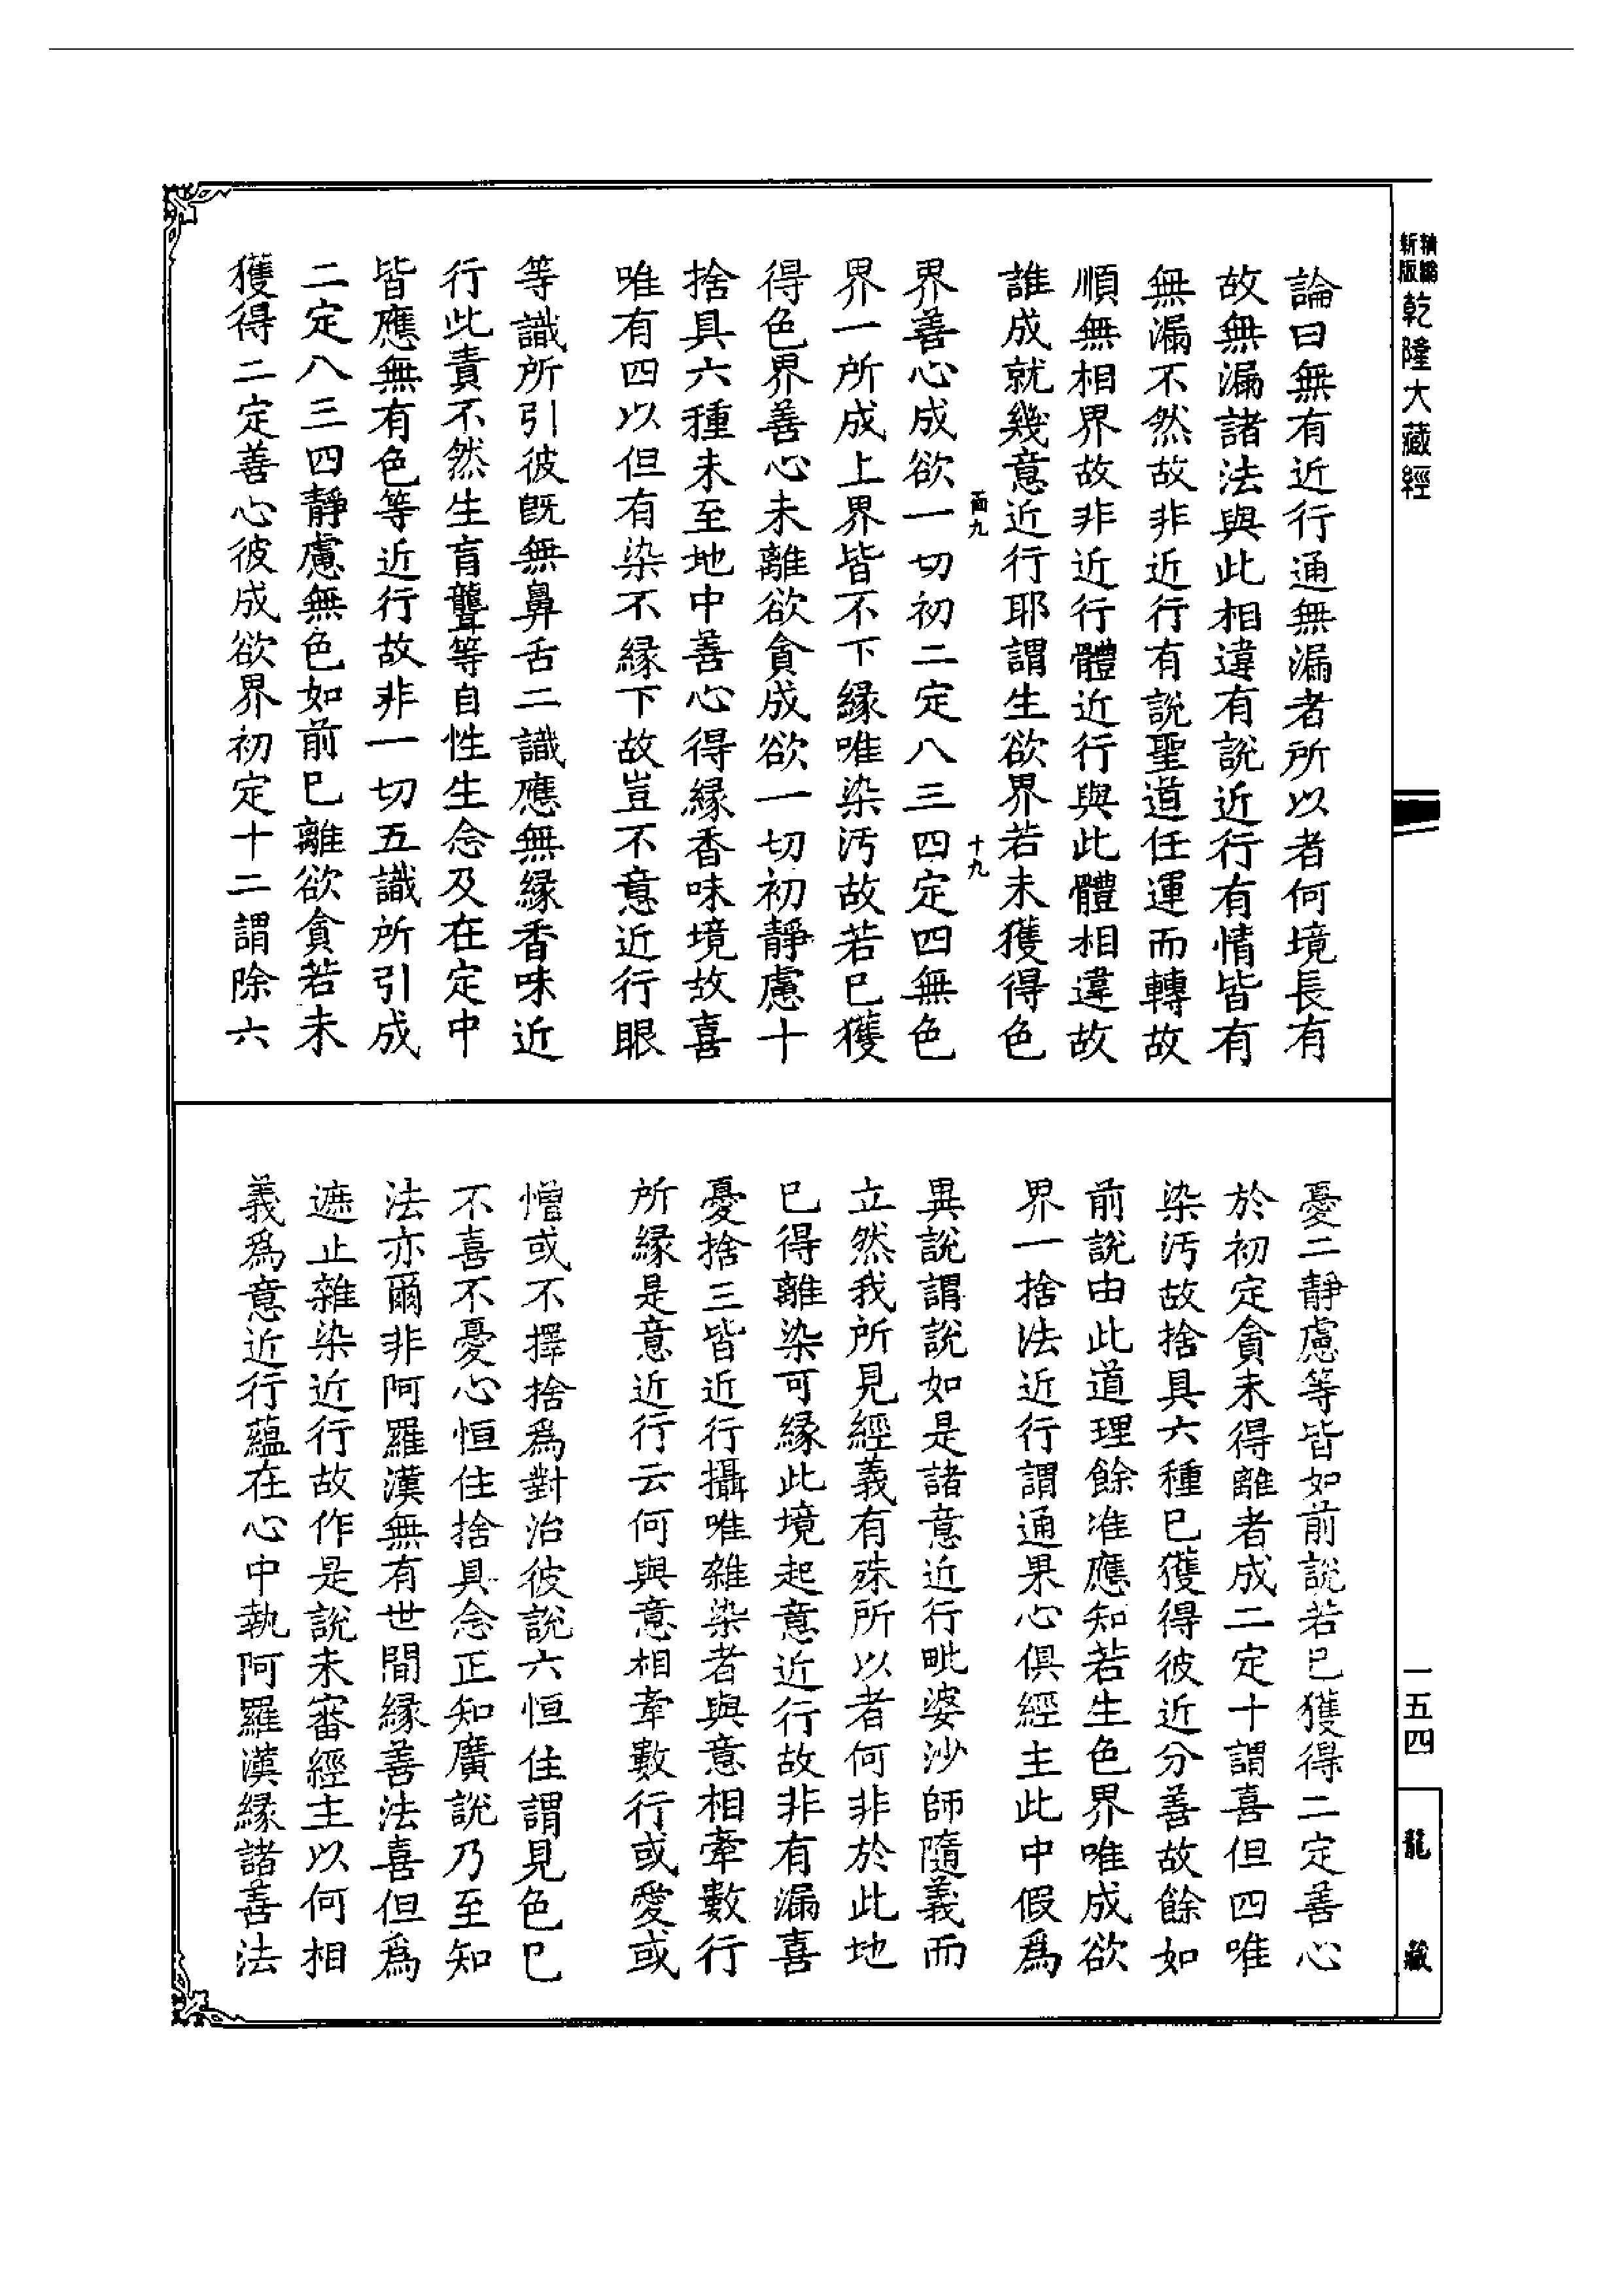 精編新版
乾隆大藏經
論曰無有近行通無漏者所以者何境長有
故無漏諸法與此相違有說近行有情皆有
無漏不然故非近行有說聖道任運而轉故
順無相界故非近行體近行與此體相違故
誰成就幾意近行耶謂生欲界若未獲得色
面九
十九
界善心成欲一切初二定八三四定四無色
界一所成上界皆不下緣唯染污故若已獲
得色界善心未離欲貪成欲一切初靜慮十
捨具六種未至地中善心得緣香味境故喜
唯有四以但有染不緣下故豈不意近行眼
等識所引彼旣無鼻舌二識應無緣香味近
行此責不然生盲聾等自性生念及在定中
皆應無有色等近行故非一切五識所引成
二定八三四靜慮無色如前已離欲貪若未
獲得二定善心彼成欲界初定十二謂除六
憂二靜慮等皆如前說若已獲得二定善心
於初定貪未得離者成二定十謂喜但四唯
染污故捨具六種已獲得彼近分善故餘如
前說由此道理餘准應知若生色界唯成欲
界一捨法近行謂通果心俱經主此中假為
異說謂說如是諸意近行毗婆沙師隨義而
立然我所見經義有殊所以者何非於此地
已得離染可緣此境起意近行故非有漏喜
憂捨三皆近行攝唯雜染者與意相牽數行
所緣是意近行云何與意相牽數行或愛或
憎或不擇捨爲對治彼說六恒住謂見色已
不喜不憂心恒住捨具念正知廣說乃至知
法亦爾非阿羅漢無有世間緣善法喜但爲
遮止雜染近行故作是說未審經主以何相
義爲意近行蘊在心中執阿羅漢緣諸善法
一五四
龍藏